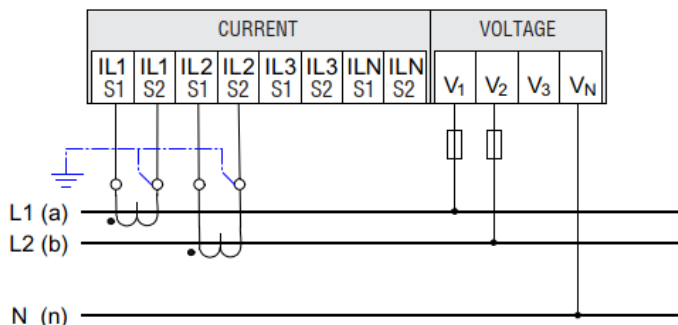 CURRENT VOLTAGE
IL1 IL1 IL2 IL2 IL3 IL3 ILN ILN
S1 S2 S1 S2 S1 S2 S1 S2
V1 V2 V3 VN
L1 (a)
L2 (b)
N (n)